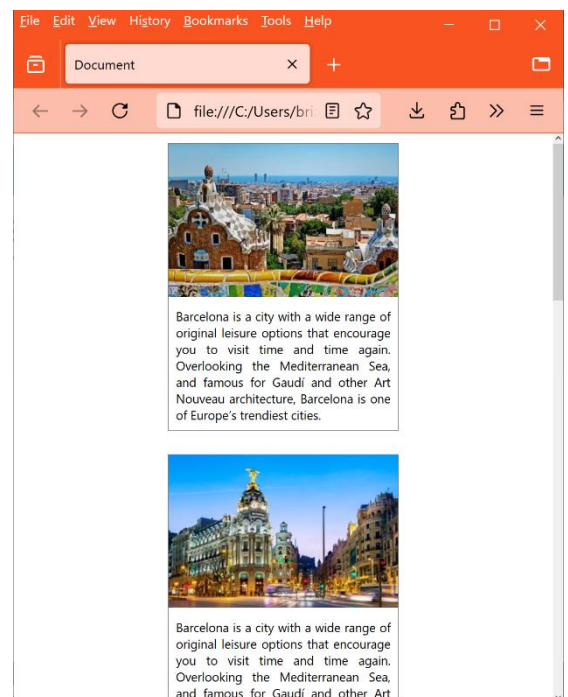 File Edit View History Bookmarks Tools Help
Document
file:///C:/Users/bri
Barcelona is a city with a wide range of
original leisure options that encourage
you to visit time and time again.
Overlooking the Mediterranean Sea,
and famous for Gaudí and other Art
Nouveau architecture, Barcelona is one
of Europe's trendiest cities.
Barcelona is a city with a wide range of
original leisure options that encourage
you to visit time and time again.
Overlooking the Mediterranean Sea,
and famous for Gaudí and other Art